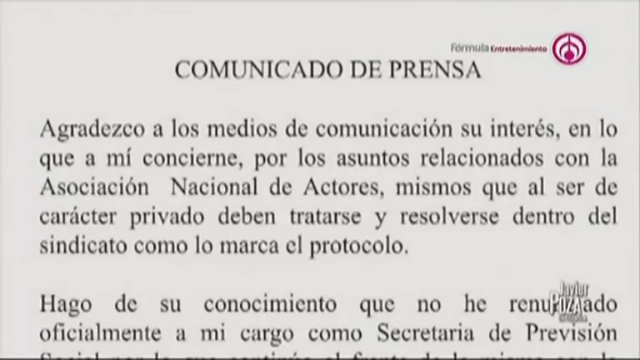 Fórmula Entretenimiento
COMUNICADO DE PRENSA
Agradezco a los medios de comunicación su interés, en lo
que a mí concierne, por los asuntos relacionados con la
Asociación Nacional de Actores, mismos que al ser de
carácter privado deben tratarse y resolverse dentro del
sindicato como lo marca el protocolo.
Javier
POZA
Hago de su conocimiento que no he renunciado
oficialmente a mi cargo como Secretaria de Previsión